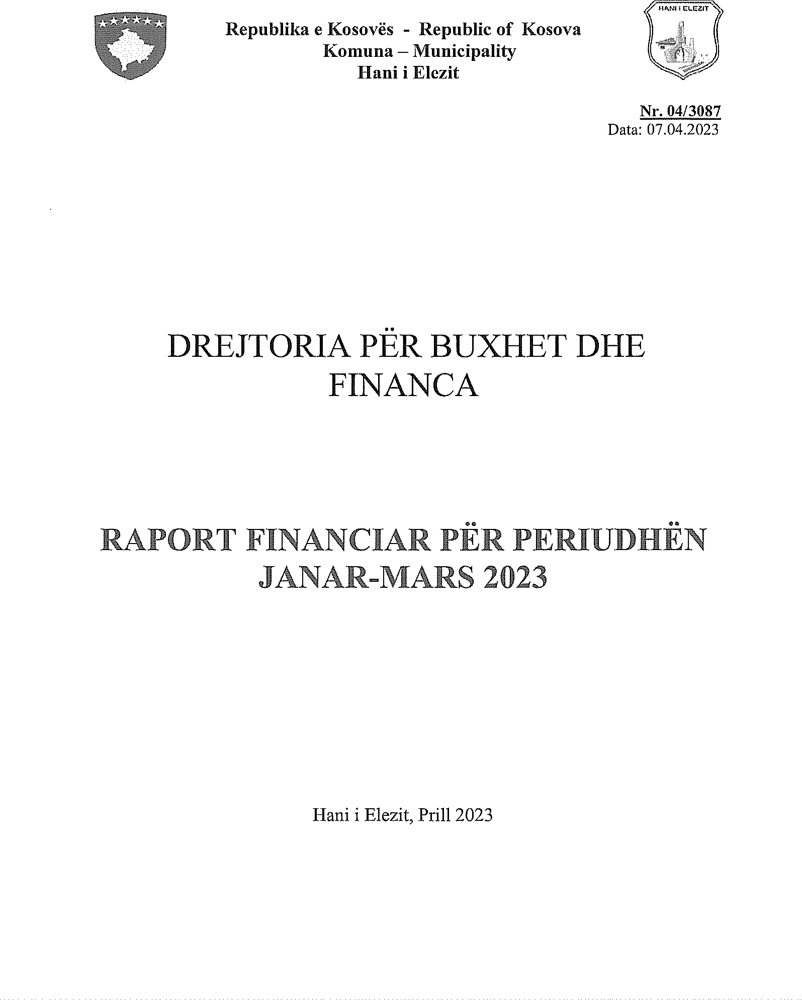 HANI I ELEZIT
Republika e Kosovës - Republic of Kosova
Komuna – Municipality
Hani i Elezit
Nr. 04/3087
Data: 07.04.2023
DREJTORIA PËR BUXHET DHE
FINANCA
RAPORT FINANCIAR PËR PERIUDHËN
JANAR-MARS 2023
Hani i Elezit, Prill 2023